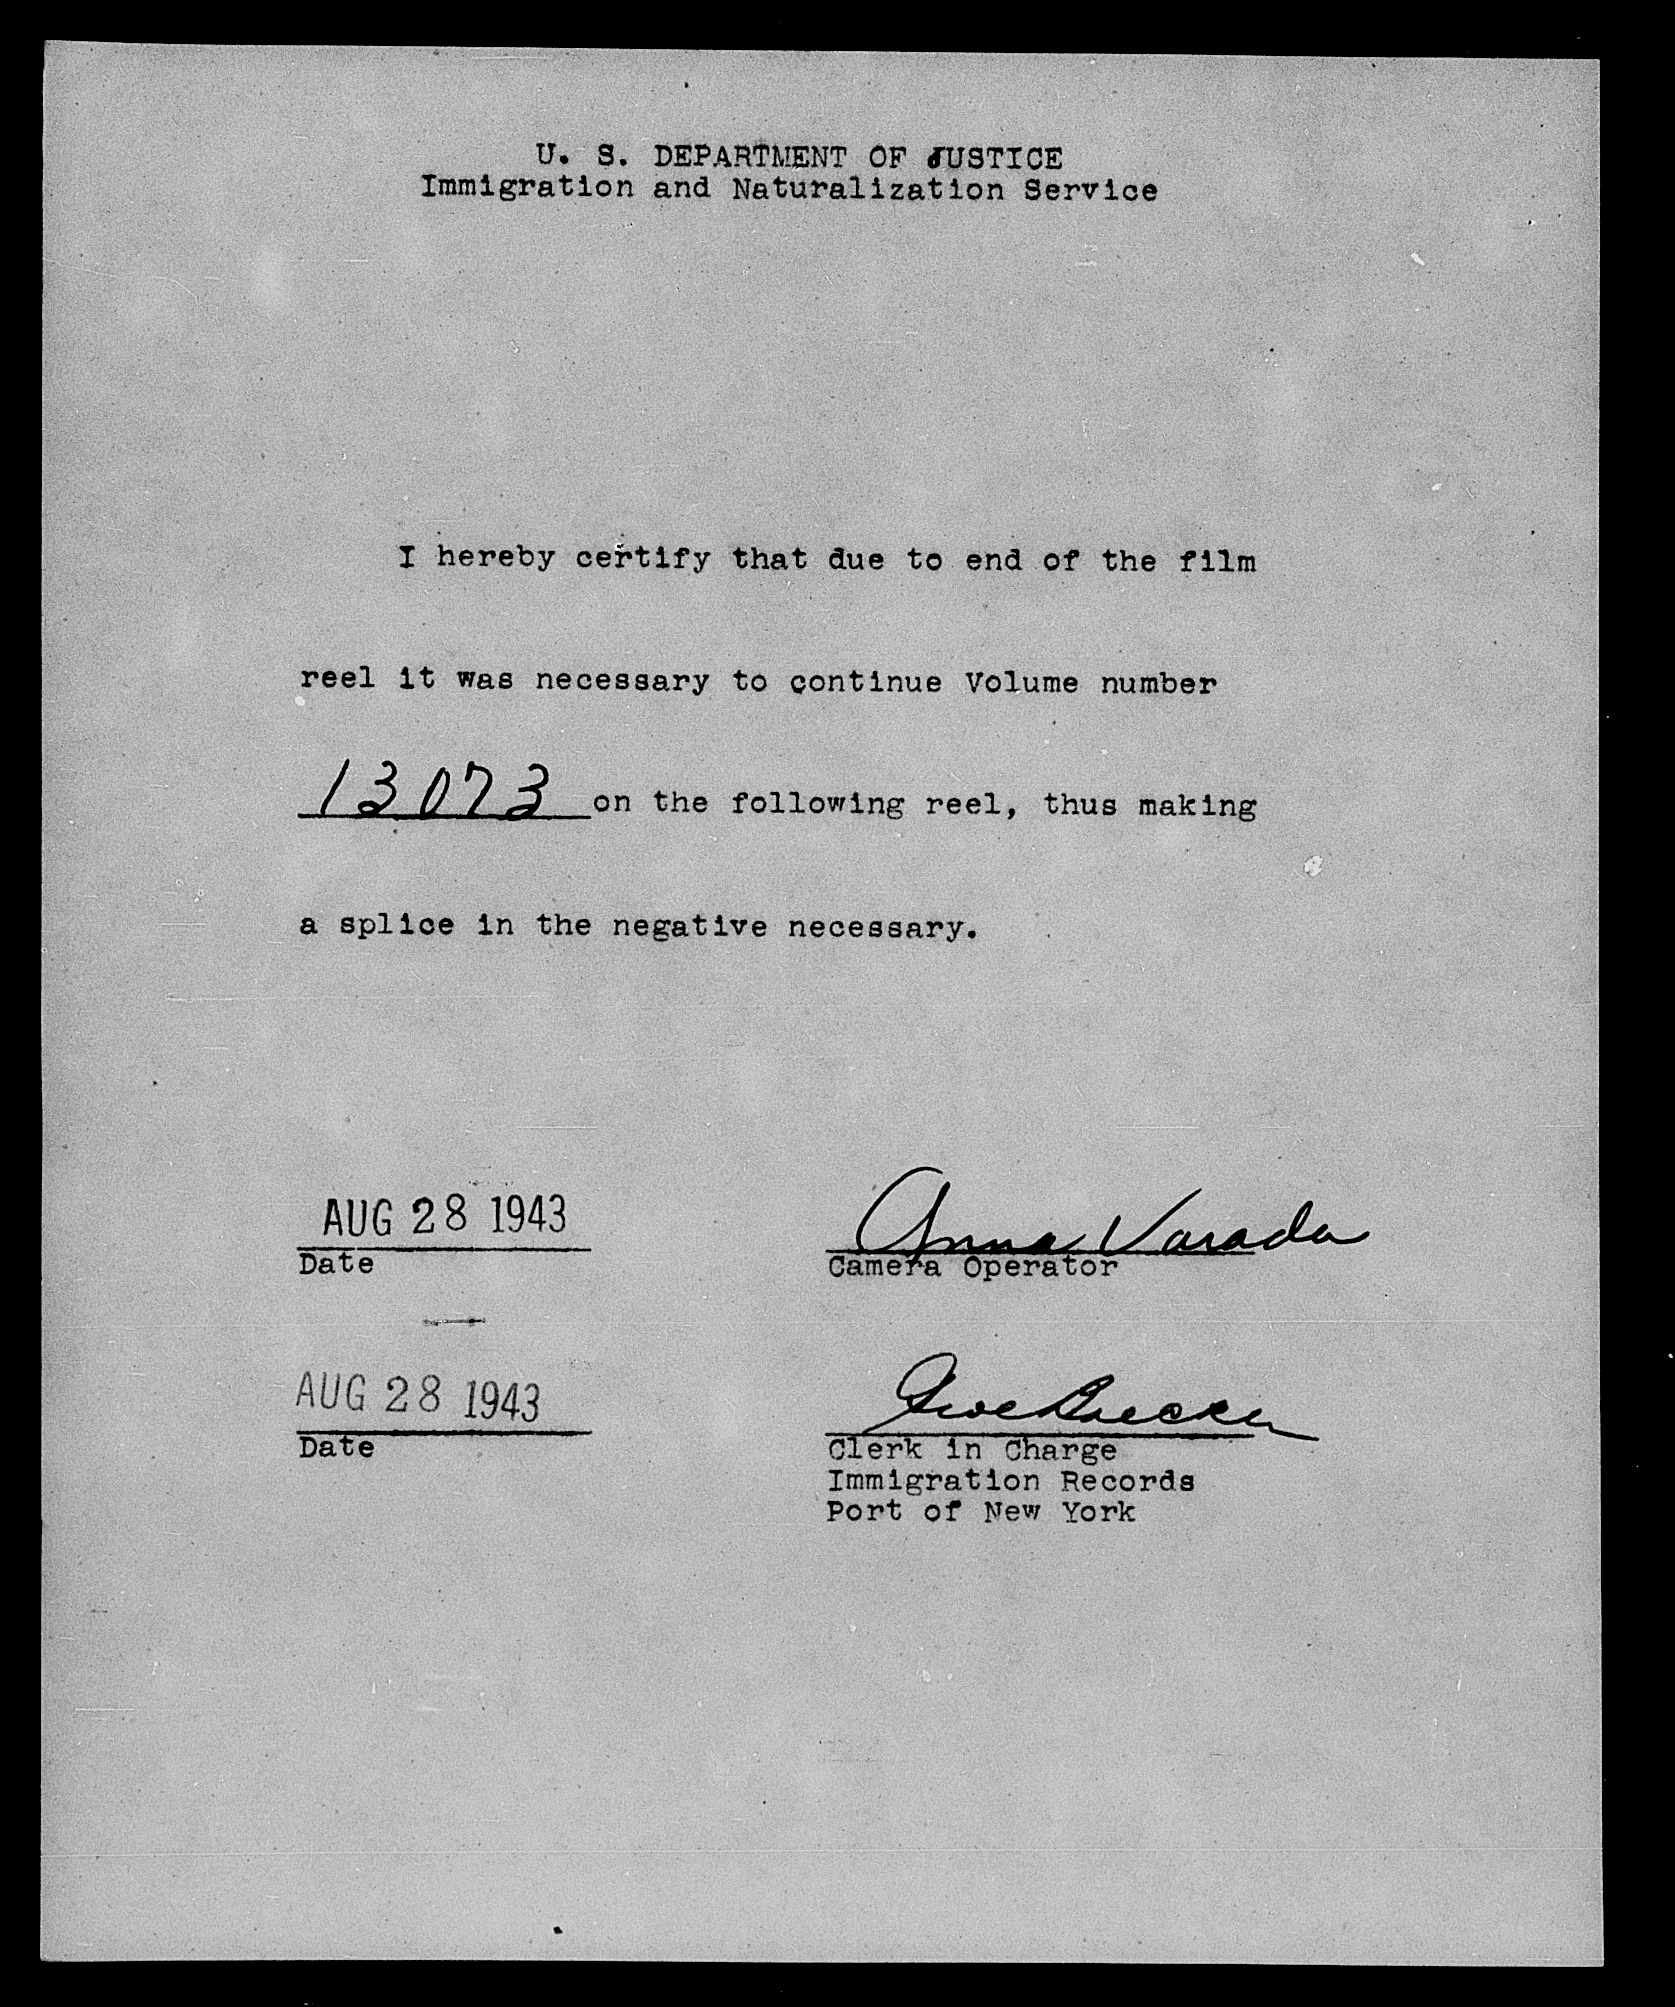 U. S. DEPARTMENT OF JUSTICE
Immigration and Naturalization Service
I hereby certify that due to end of the film
reel it was necessary to continue Volume number
13073 on the following reel, thus making
a splice in the negative necessary.
AUG 28 1943
Anna Varada
Date
Camera Operator
AUG 28 1943
Date
Clerk in Charge
Immigration Records
Port of New York